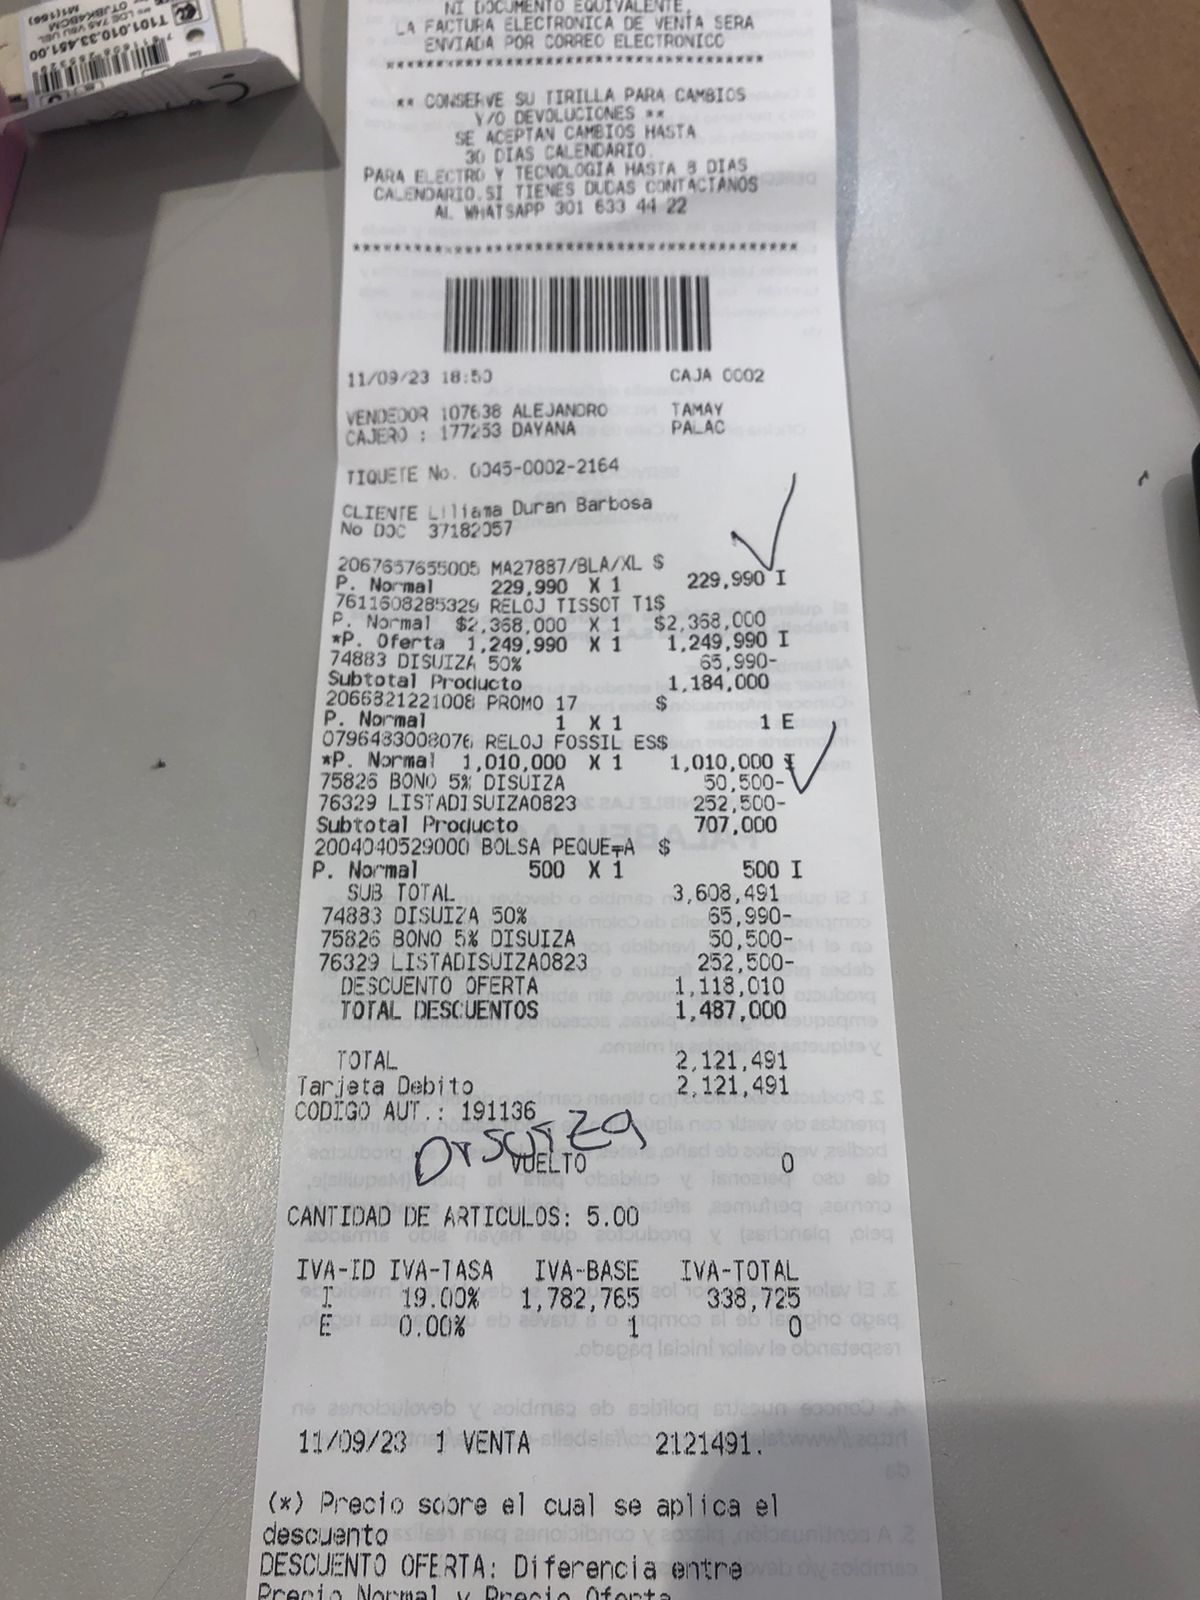 T101.010.33.451.00
NI DOCUMENTO EQUIVALENTE.
LA FACTURA ELECTRONICA DE VENTA SERA
ENVIADA POR CORREO ELECTRONICO
****************************************
** CONSERVE SU TIRILLA PARA CAMBIOS
Y/O DEVOLUCIONES **
SE ACEPTAN CAMBIOS HASTA
30 DIAS CALENDARIO.
PARA ELECTRO Y TECNOLOGIA HASTA 8 DIAS
CALENDARIO.SI TIENES DUDAS CONTACTANOS
AL WHATSAPP 301 633 44 22
****************************************
11/09/23 18:50 CAJA 0002
VENDEDOR 107638 ALEJANDRO TAMAY
CAJERO : 177253 DAYANA PALAC
TIQUETE No. 0045-0002-2164
CLIENTE Liliama Duran Barbosa
No DOC 37182057
2067657655005 MA27887/BLA/XL $
P. Normal 229,990 X 1 229,990 I
7611608285329 RELOJ TISSOT T1$
P. Normal $2,368,000 X 1 $2,368,000
*P. Oferta 1,249,990 X 1 1,249,990 I
74883 DISUIZA 50% 65,990-
Subtotal Producto 1,184,000
2066821221008 PROMO 17 $
P. Normal 1 X 1 1 E
0796483008076 RELOJ FOSSIL ES$
*P. Normal 1,010,000 X 1 1,010,000 I
75826 BONO 5% DISUIZA 50,500-
76329 LISTADISUIZA0823 252,500-
Subtotal Producto 707,000
2004040529000 BOLSA PEQUE╤A $
P. Normal 500 X 1 500 I
SUB TOTAL 3,608,491
74883 DISUIZA 50% 65,990-
75826 BONO 5% DISUIZA 50,500-
76329 LISTADISUIZA0823 252,500-
DESCUENTO OFERTA 1,118,010
TOTAL DESCUENTOS 1,487,000
TOTAL 2,121,491
Tarjeta Debito 2,121,491
CODIGO AUT.: 191136
DISUIZA
VUELTO 0
CANTIDAD DE ARTICULOS: 5.00
IVA-ID IVA-TASA IVA-BASE IVA-TOTAL
I 19.00% 1,782,765 338,725
E 0.00% 1 0
11/09/23 1 VENTA 2121491.
(*) Precio sobre el cual se aplica el
descuento
DESCUENTO OFERTA: Diferencia entre
Precio Normal y Precio Oferta